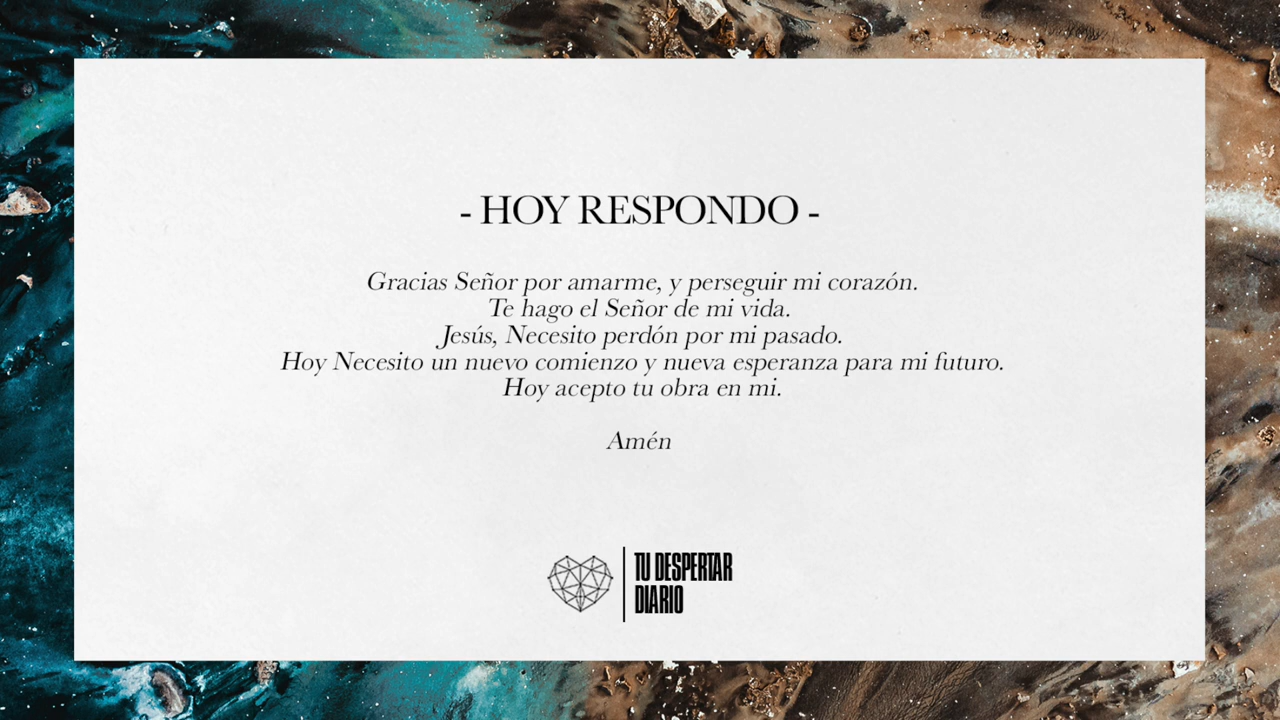 - HOY RESPONDO -
Gracias Señor por amarme, y perseguir mi corazón.
Te hago el Señor de mi vida.
Jesús, Necesito perdón por mi pasado.
Hoy Necesito un nuevo comienzo y nueva esperanza para mi futuro.
Hoy acepto tu obra en mi.
Amén
TU DESPERTAR
DIARIO